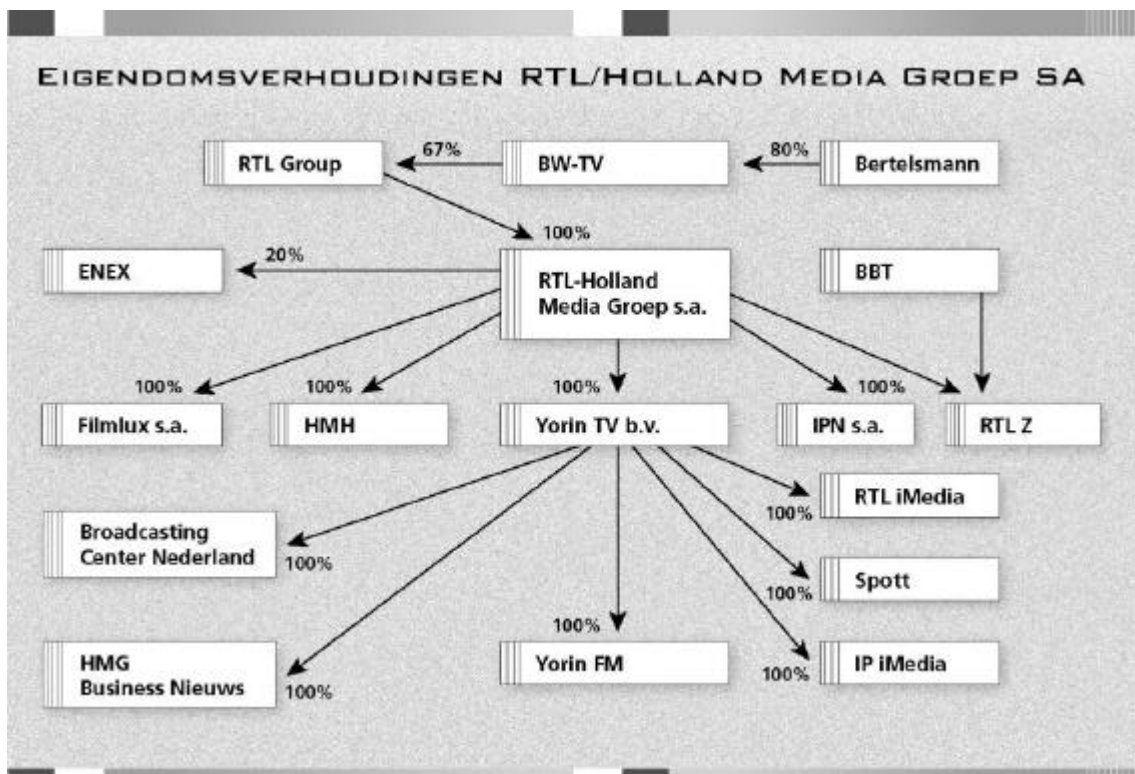 EIGENDOMSVERHOUDINGEN RTL/HOLLAND MEDIA GROEP SA
RTL Group
67%
BW-TV
80%
Bertelsmann
100%
ENEX
20%
RTL-Holland
Media Groep s.a.
BBT
100%
100%
100%
100%
Filmlux s.a.
HMH
Yorin TV b.v.
IPN s.a.
RTL Z
RTL iMedia
100%
Broadcasting
Center Nederland
100%
Spott
100%
100%
HMG
Business Nieuws
100%
Yorin FM
100%
IP iMedia